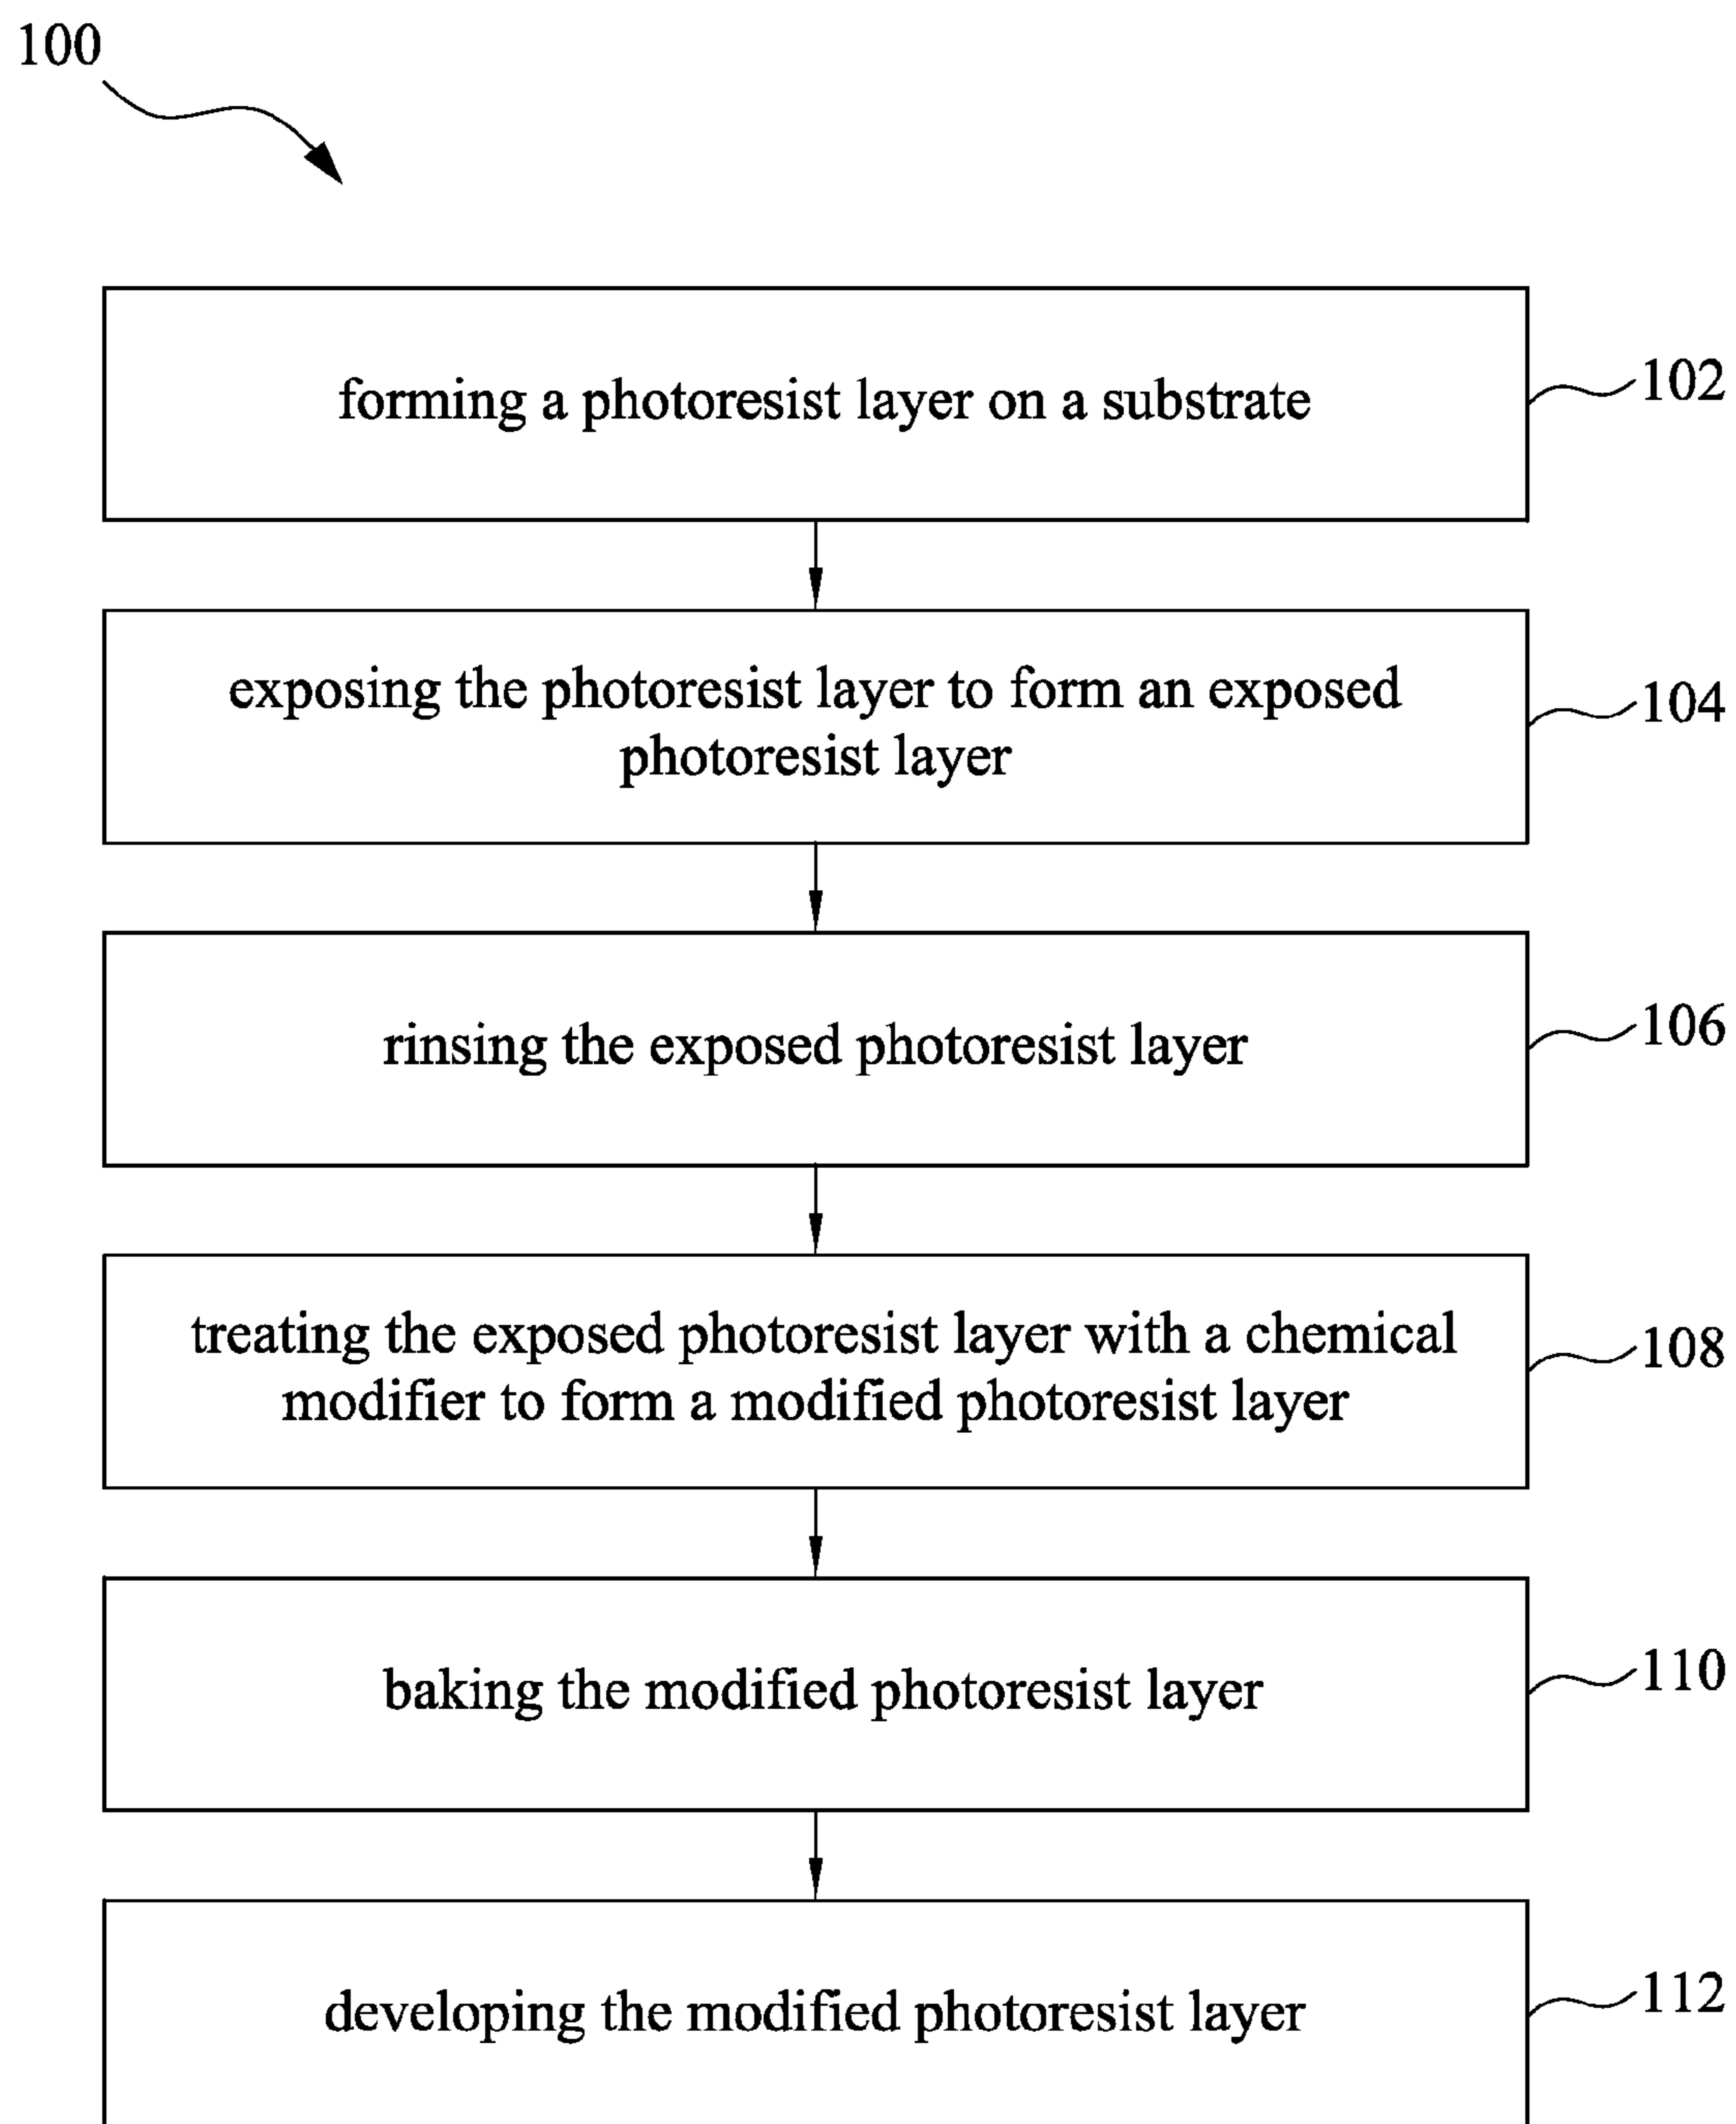 100
forming a photoresist layer on a substrate
102
exposing the photoresist layer to form an exposed
photoresist layer
104
rinsing the exposed photoresist layer
106
treating the exposed photoresist layer with a chemical
modifier to form a modified photoresist layer
108
baking the modified photoresist layer
110
developing the modified photoresist layer
112